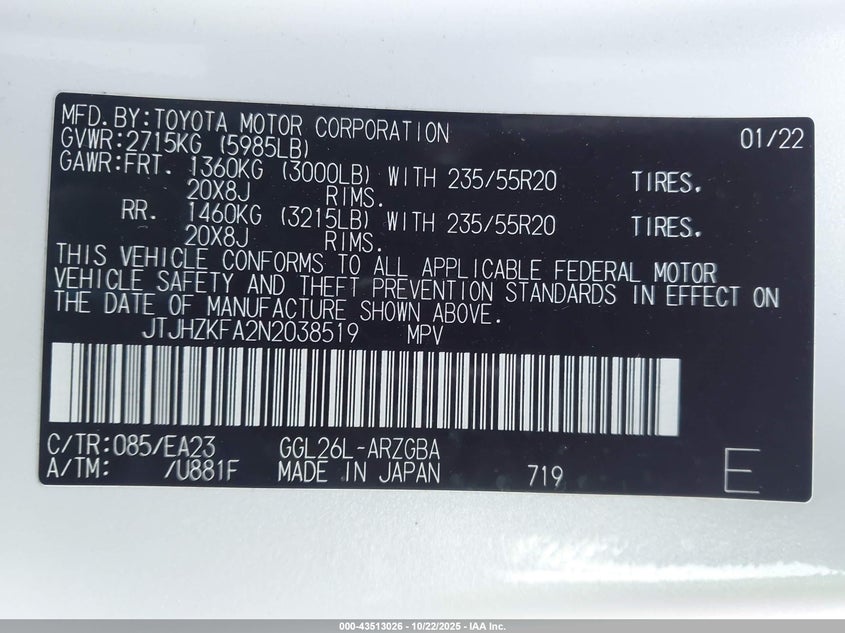 MFD.BY:TOYOTA MOTOR CORPORATION 01/22
GVWR:2715KG (5985LB)
GAWR:FRT. 1360KG (3000LB) WITH 235/55R20 TIRES.
20X8J RIMS.
RR. 1460KG (3215LB) WITH 235/55R20 TIRES.
20X8J RIMS.
THIS VEHICLE CONFORMS TO ALL APPLICABLE FEDERAL MOTOR
VEHICLE SAFETY AND THEFT PREVENTION STANDARDS IN EFFECT ON
THE DATE OF MANUFACTURE SHOWN ABOVE.
JTJHZKFA2N2038519 MPV
C/TR:085/EA23 GGL26L-ARZGBA
A/TM: /U881F MADE IN JAPAN 719 E
000-43513026 - 10/22/2025 - IAA Inc.